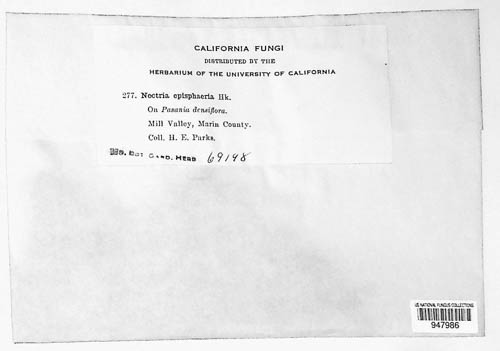 CALIFORNIA FUNGI
DISTRIBUTED BY THE
HERBARIUM OF THE UNIVERSITY OF CALIFORNIA
277. Nectria episphaeria Hk.
On Pasania densiflora.
Mill Valley, Marin County.
Coll. H. E. Parks.
BOT GARD. HERB 69148
US NATIONAL FUNGUS COLLECTIONS
947986